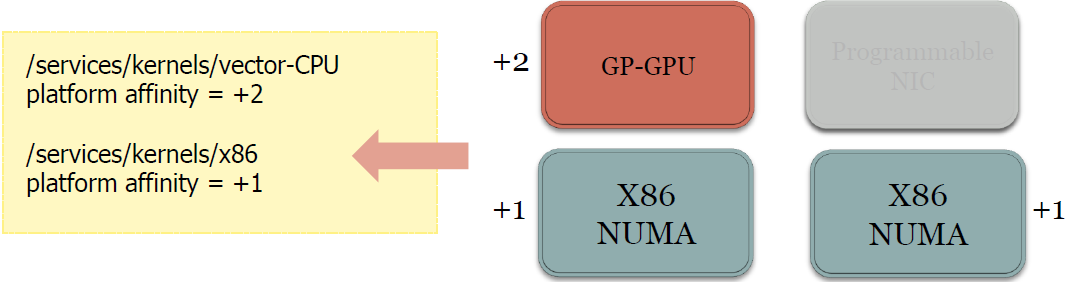 /services/kernels/vector-CPU
platform affinity = +2
/services/kernels/x86
platform affinity = +1
+2
GP-GPU
Programmable
NIC
+1
X86
NUMA
X86
NUMA
+1